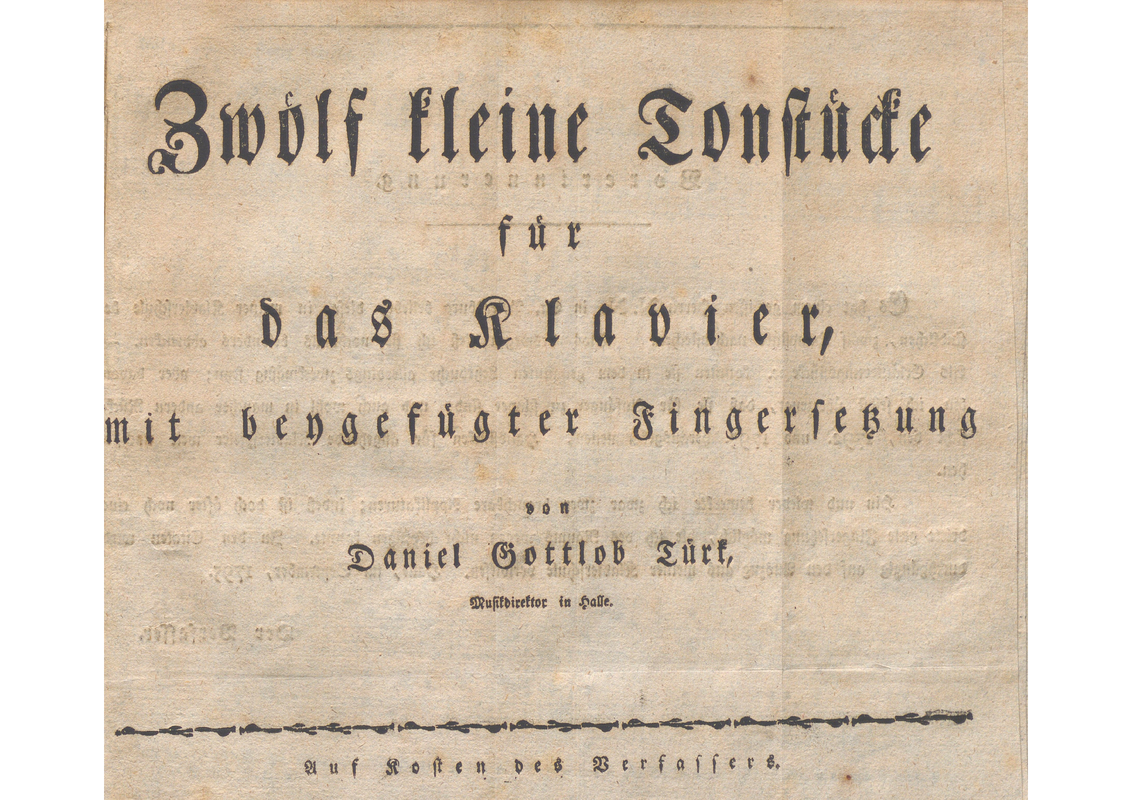 Zwölf kleine Tonstücke
für
das Klavier,
mit beygefügter Fingersetzung
von
Daniel Gottlob Türk,
Musikdirektor in Halle.
Auf Kosten des Verfassers.